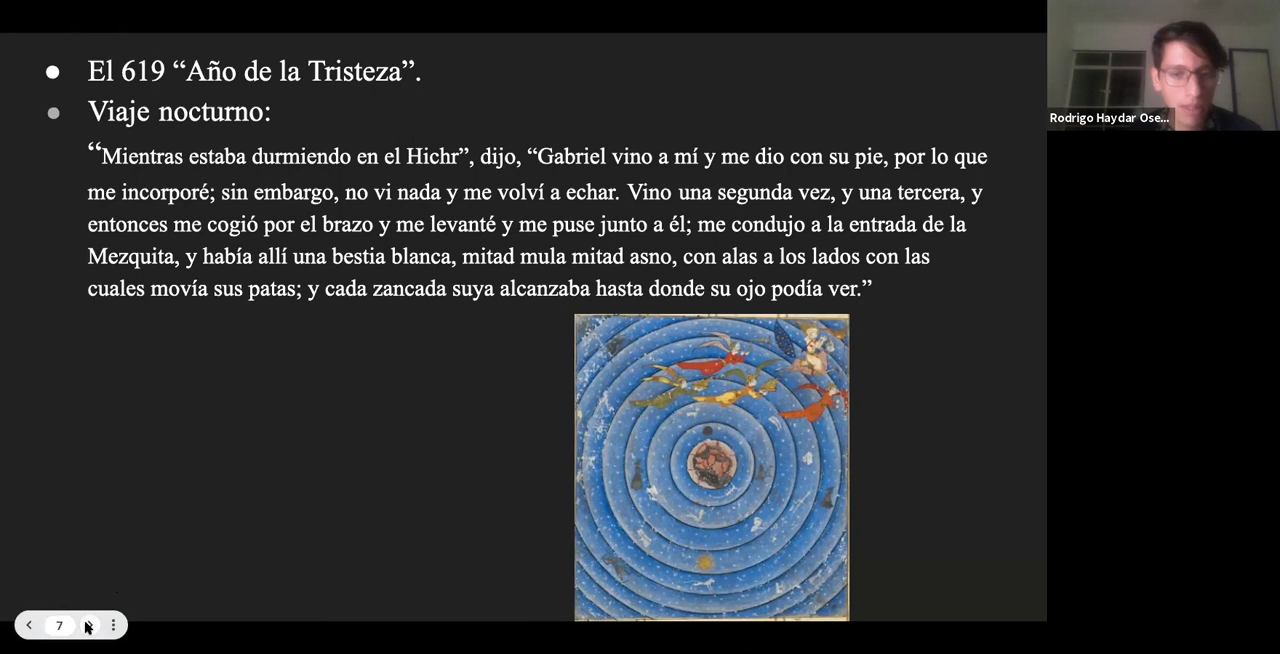 El 619 “Año de la Tristeza”.
Viaje nocturno:
“Mientras estaba durmiendo en el Hichr”, dijo, “Gabriel vino a mí y me dio con su pie, por lo que
me incorporé; sin embargo, no vi nada y me volví a echar. Vino una segunda vez, y una tercera, y
entonces me cogió por el brazo y me levanté y me puse junto a él; me condujo a la entrada de la
Mezquita, y había allí una bestia blanca, mitad mula mitad asno, con alas a los lados con las
cuales movía sus patas; y cada zancada suya alcanzaba hasta donde su ojo podía ver.”
Rodrigo Haydar Ose...
7